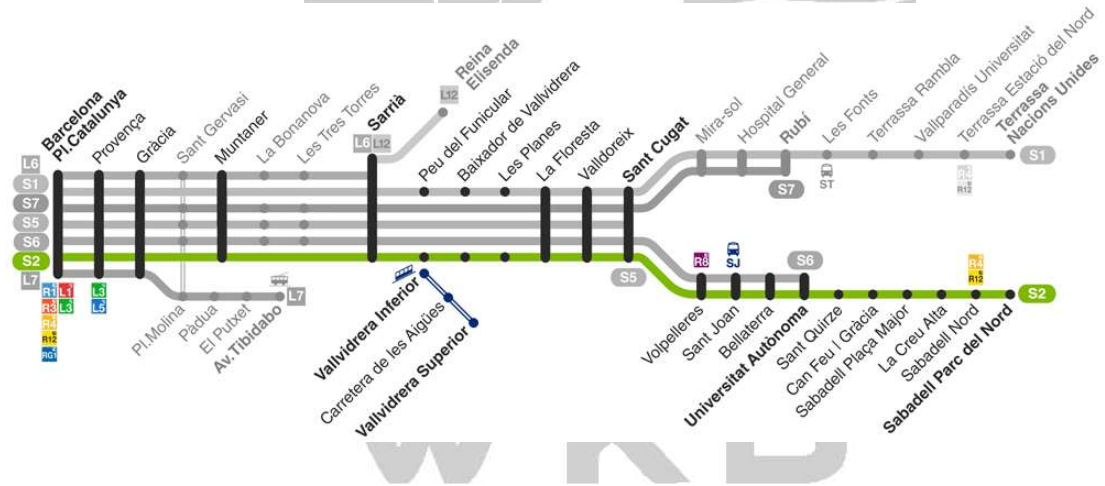 Barcelona
Pl.Catalunya
Provença
Gràcia
Sant Gervasi
Muntaner
La Bonanova
Les Tres Torres
Sarrià
Reina
Elisenda
Peu del Funicular
Baixador de Vallvidrera
Les Planes
La Floresta
Valldoreix
Sant Cugat
Mira-sol
Hospital General
Rubí
Les Fonts
Terrassa Rambla
Vallparadís Universitat
Terrassa Estació del Nord
Terrassa
Nacions Unides
L6
S1
S7
S5
S6
S2
L7
L6 L12
L12
S1
S7
ST
R4
R12
R1 L1
R3 L3
R4
R12
RG1
L3
L5
L7
Pl.Molina
Pàdua
El Putxet
Av.Tibidabo
Vallvidrera Inferior
Carretera de les Aigües
Vallvidrera Superior
S5
R8
SJ
S6
R4
R12
S2
Volpelleres
Sant Joan
Bellaterra
Universitat Autònoma
Sant Quirze
Can Feu I Gràcia
Sabadell Plaça Major
La Creu Alta
Sabadell Nord
Sabadell Parc del Nord